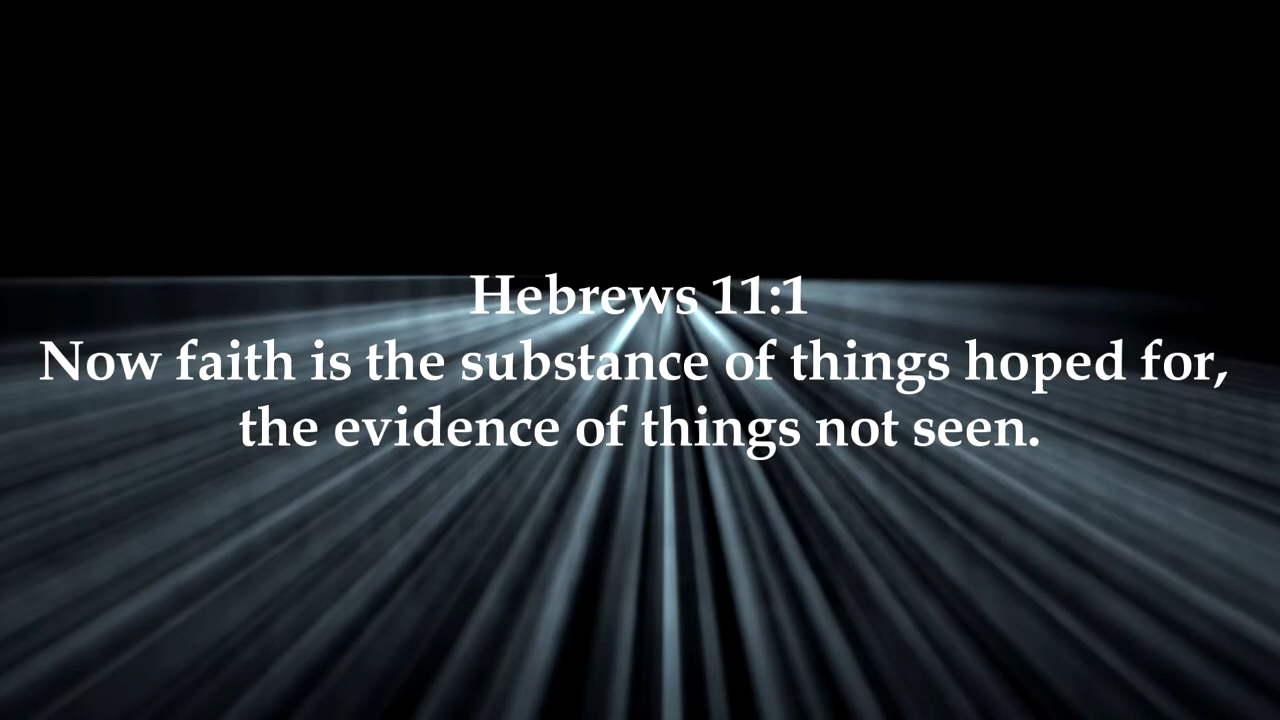 Hebrews 11:1
Now faith is the substance of things hoped for,
the evidence of things not seen.